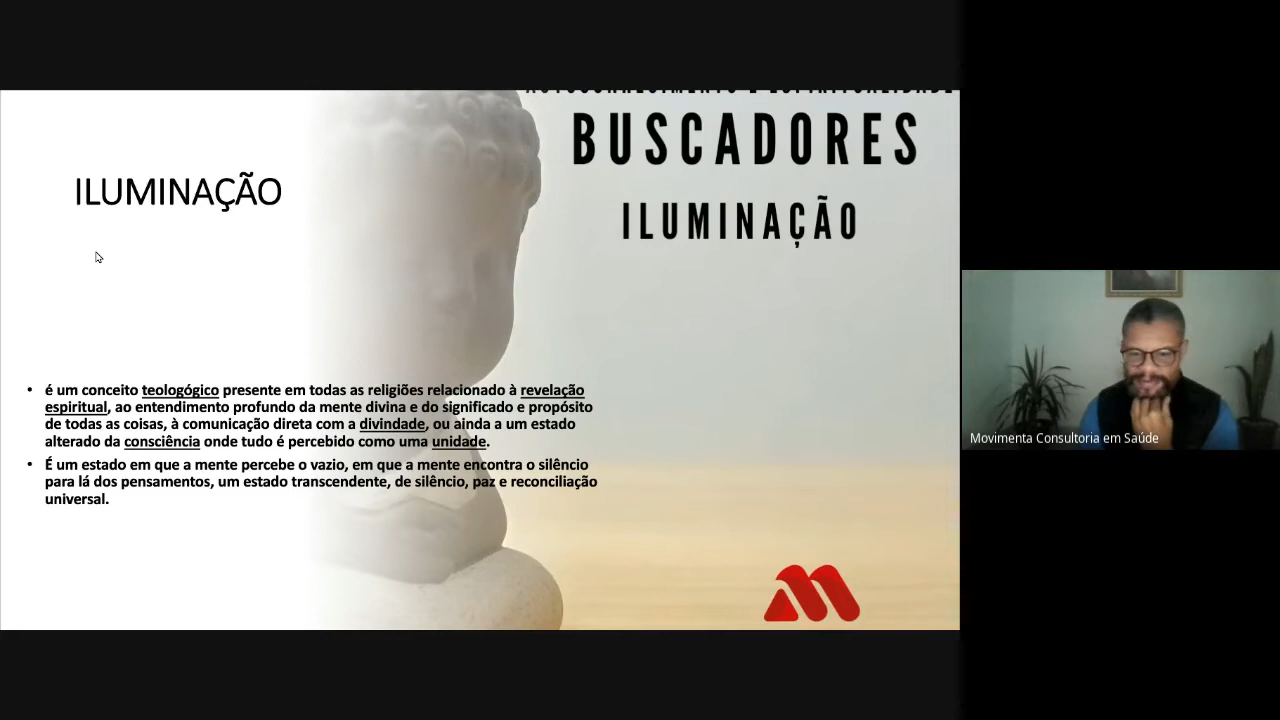 AUTOCONHECIMENTO E ESPIRITUALIDADE
BUSCADORES
ILUMINAÇÃO
ILUMINAÇÃO
• é um conceito teologógico presente em todas as religiões relacionado à revelação
espiritual, ao entendimento profundo da mente divina e do significado e propósito
de todas as coisas, à comunicação direta com a divindade, ou ainda a um estado
alterado da consciência onde tudo é percebido como uma unidade.
• É um estado em que a mente percebe o vazio, em que a mente encontra o silêncio
para lá dos pensamentos, um estado transcendente, de silêncio, paz e reconciliação
universal.
Movimenta Consultoria em Saúde